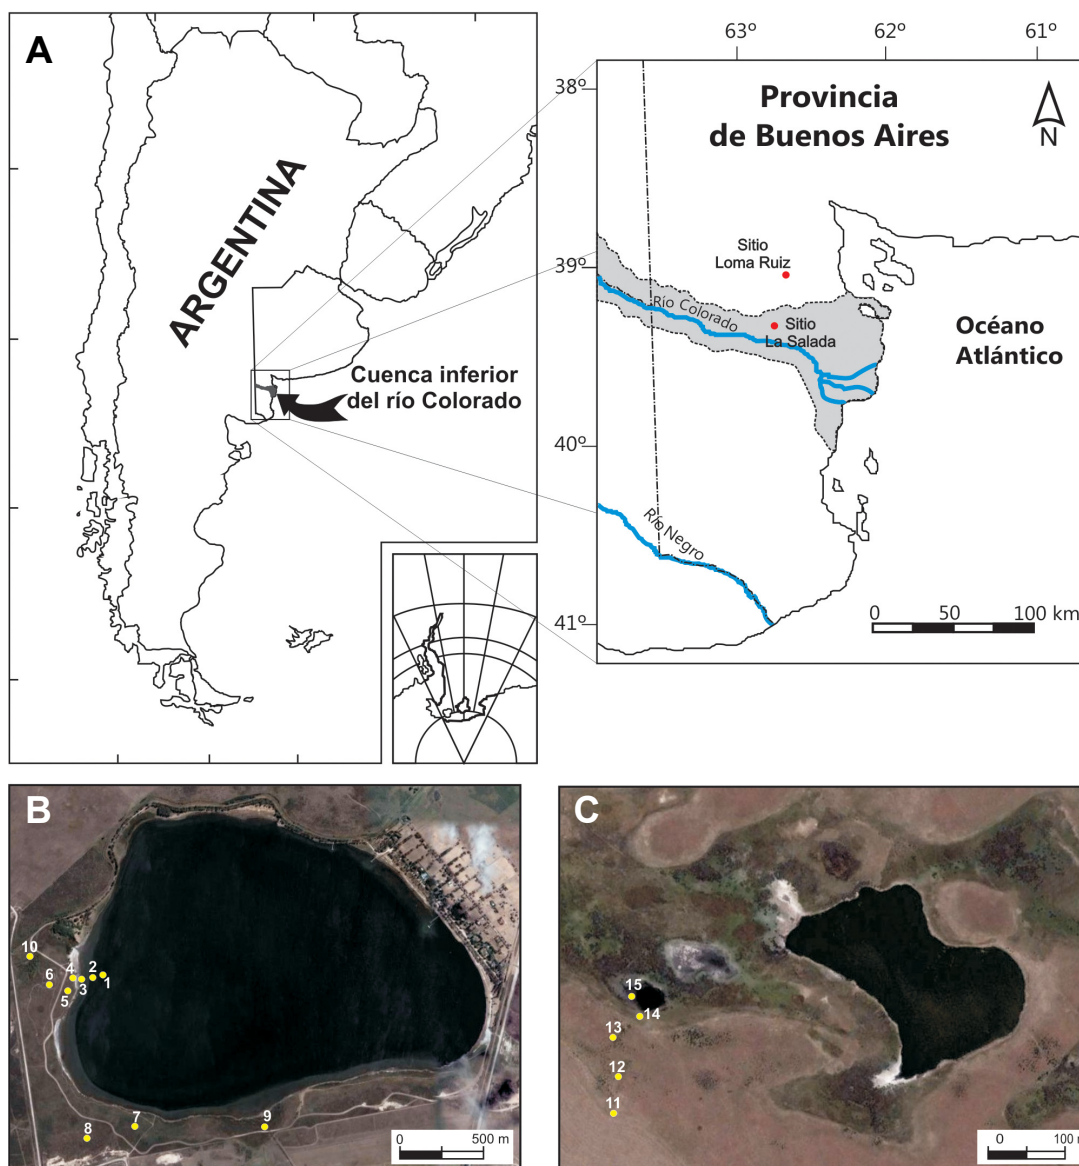 A
ARGENTINA
Cuenca inferior
del río Colorado
63º
62º
61º
38º
39º
40º
41º
Provincia
de Buenos Aires
N
Sitio
Loma Ruiz
Río Colorado
Sitio
La Salada
Océano
Atlántico
Río Negro
0 50 100 km
B
10
6
4
2
1
3
5
7
9
8
0 500 m
C
15
14
13
12
11
0 100 m